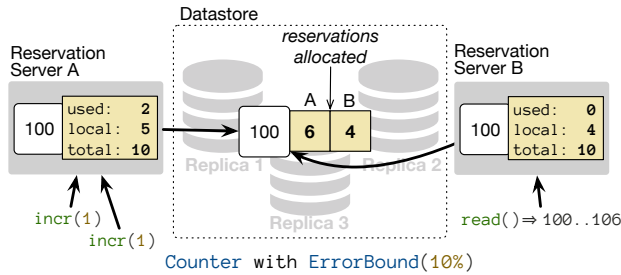 Datastore
reservations
allocated
Reservation
Server A
100
used: 2
local: 5
total: 10
incr(1)
incr(1)
A B
100 6 4
Replica 1
Replica 2
Replica 3
Reservation
Server B
100
used: 0
local: 4
total: 10
read()⇒100..106
Counter with ErrorBound(10%)